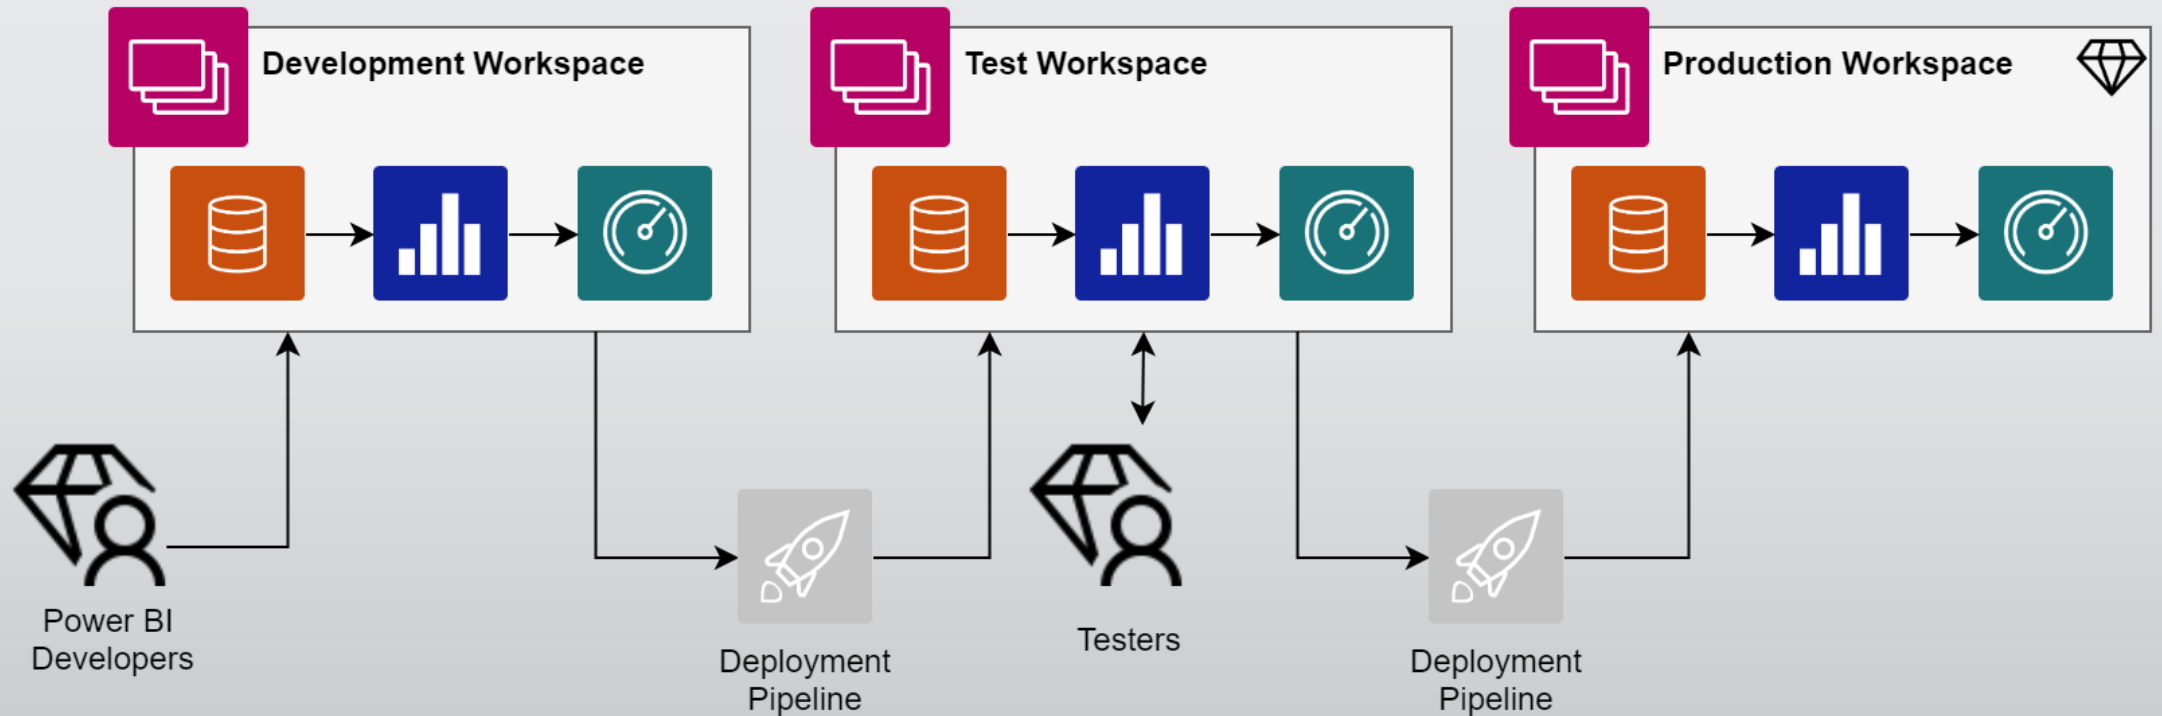 Development Workspace
Test Workspace
Production Workspace
Power BI
Developers
Deployment
Pipeline
Testers
Deployment
Pipeline